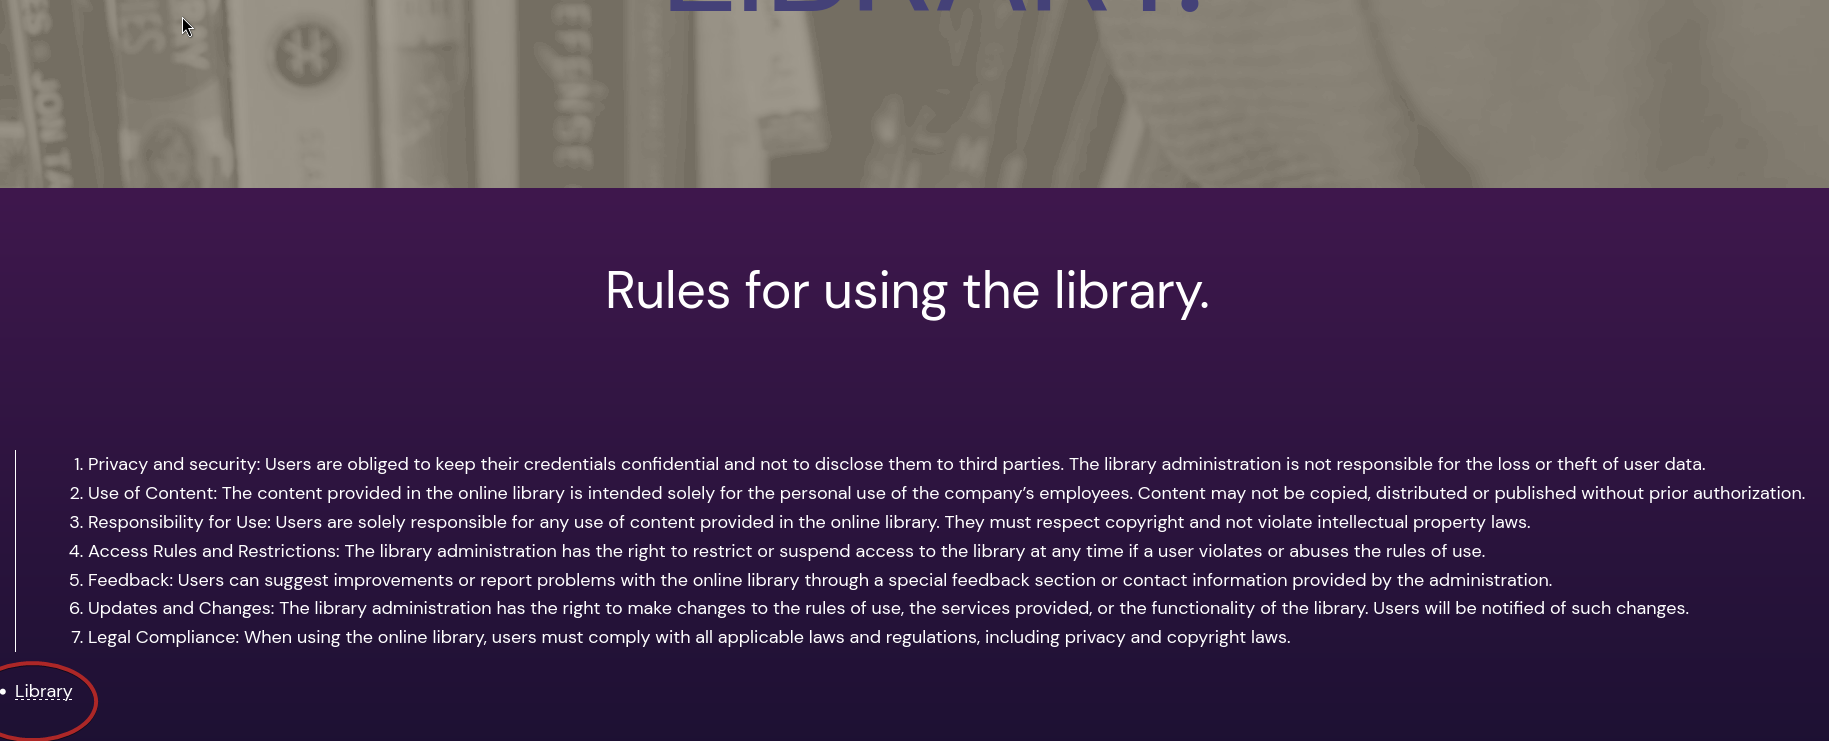 LIBRARY.
JON TA
EFENSE
Rules for using the library.
1. Privacy and security: Users are obliged to keep their credentials confidential and not to disclose them to third parties. The library administration is not responsible for the loss or theft of user data.
2. Use of Content: The content provided in the online library is intended solely for the personal use of the company’s employees. Content may not be copied, distributed or published without prior authorization.
3. Responsibility for Use: Users are solely responsible for any use of content provided in the online library. They must respect copyright and not violate intellectual property laws.
4. Access Rules and Restrictions: The library administration has the right to restrict or suspend access to the library at any time if a user violates or abuses the rules of use.
5. Feedback: Users can suggest improvements or report problems with the online library through a special feedback section or contact information provided by the administration.
6. Updates and Changes: The library administration has the right to make changes to the rules of use, the services provided, or the functionality of the library. Users will be notified of such changes.
7. Legal Compliance: When using the online library, users must comply with all applicable laws and regulations, including privacy and copyright laws.
• Library